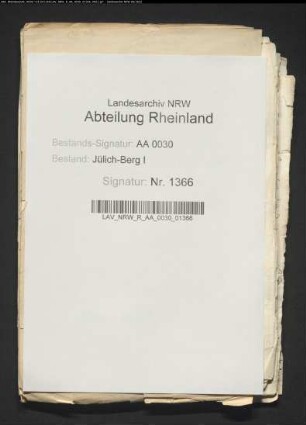 Landesarchiv NRW
Abteilung Rheinland
Bestands-Signatur: AA 0030
Bestand: Jülich-Berg I
Signatur: Nr. 1366
LAV_NRW_R_AA_0030_01366